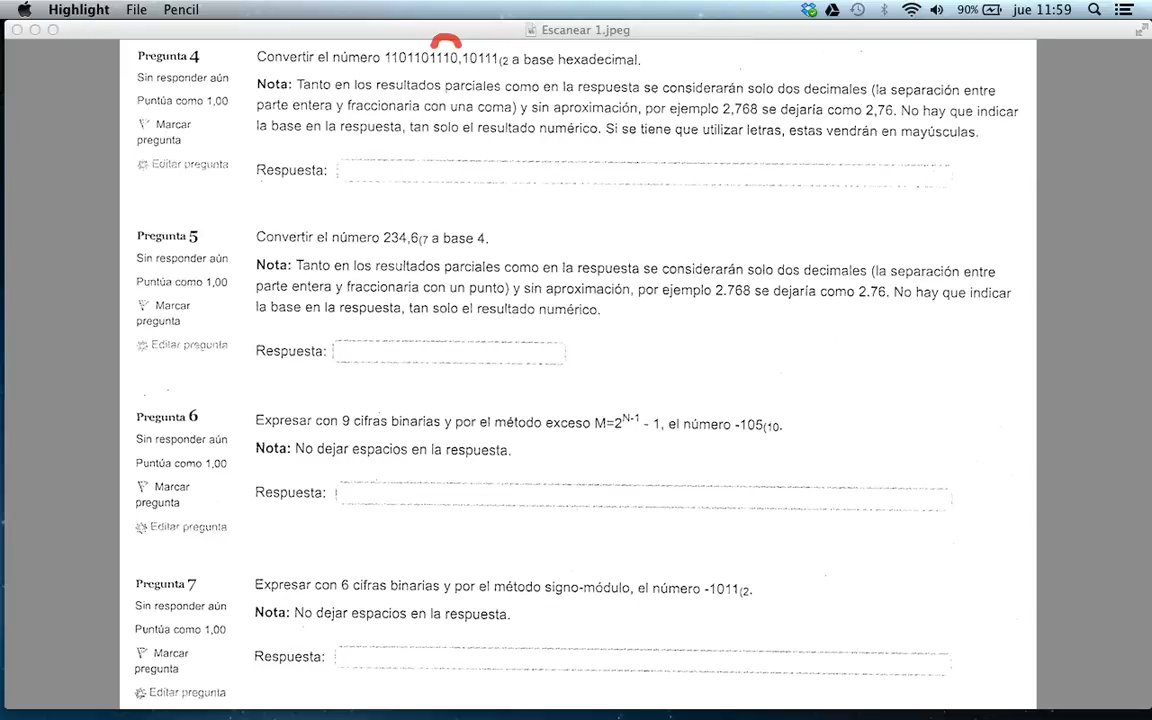 Highlight File Pencil 90% jue 11:59
Escanear 1.jpeg
Pregunta 4
Sin responder aún
Puntúa como 1,00
Marcar
pregunta
Editar pregunta
Convertir el número 1101101110,10111(2 a base hexadecimal.
Nota: Tanto en los resultados parciales como en la respuesta se considerarán solo dos decimales (la separación entre
parte entera y fraccionaria con una coma) y sin aproximación, por ejemplo 2,768 se dejaría como 2,76. No hay que indicar
la base en la respuesta, tan solo el resultado numérico. Si se tiene que utilizar letras, estas vendrán en mayúsculas.
Respuesta:
Pregunta 5
Sin responder aún
Puntúa como 1,00
Marcar
pregunta
Editar pregunta
Convertir el número 234,6(7 a base 4.
Nota: Tanto en los resultados parciales como en la respuesta se considerarán solo dos decimales (la separación entre
parte entera y fraccionaria con un punto) y sin aproximación, por ejemplo 2.768 se dejaría como 2.76. No hay que indicar
la base en la respuesta, tan solo el resultado numérico.
Respuesta:
Pregunta 6
Sin responder aún
Puntúa como 1,00
Marcar
pregunta
Editar pregunta
Expresar con 9 cifras binarias y por el método exceso M=2^N-1 - 1, el número -105(10.
Nota: No dejar espacios en la respuesta.
Respuesta:
Pregunta 7
Sin responder aún
Puntúa como 1,00
Marcar
pregunta
Editar pregunta
Expresar con 6 cifras binarias y por el método signo-módulo, el número -1011(2.
Nota: No dejar espacios en la respuesta.
Respuesta: